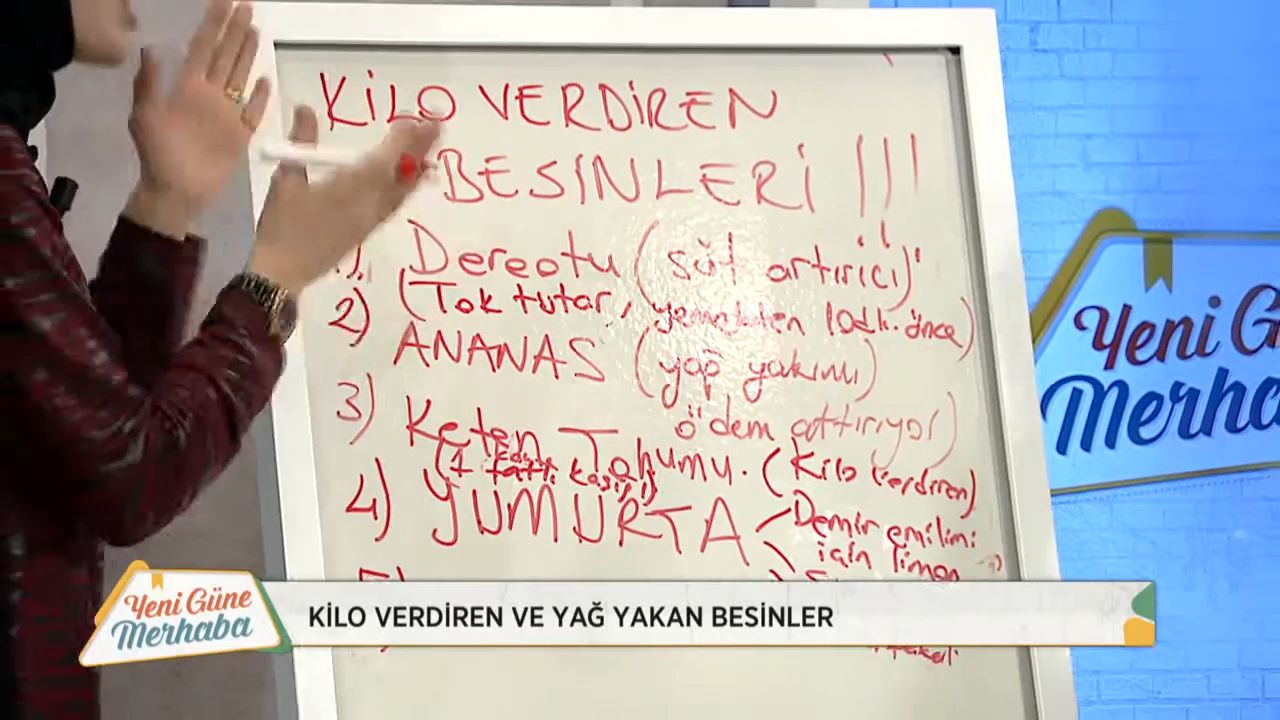 KİLO VERDİREN
BESİNLERİ !!!
1) Dereotu (süt artırıcı)
(Tok tutar, yemekten 10dk. önce)
2) ANANAS (yağ yakımı)
ödem attırıyor)
3) Keten Tohumu. (Kilo verdiren)
(1 tatlı kaşığı)
4) YUMURTA
Demir emilimi
için limon
Yeni Güne
Merhaba
KİLO VERDİREN VE YAĞ YAKAN BESİNLER
Yeni G
Merha